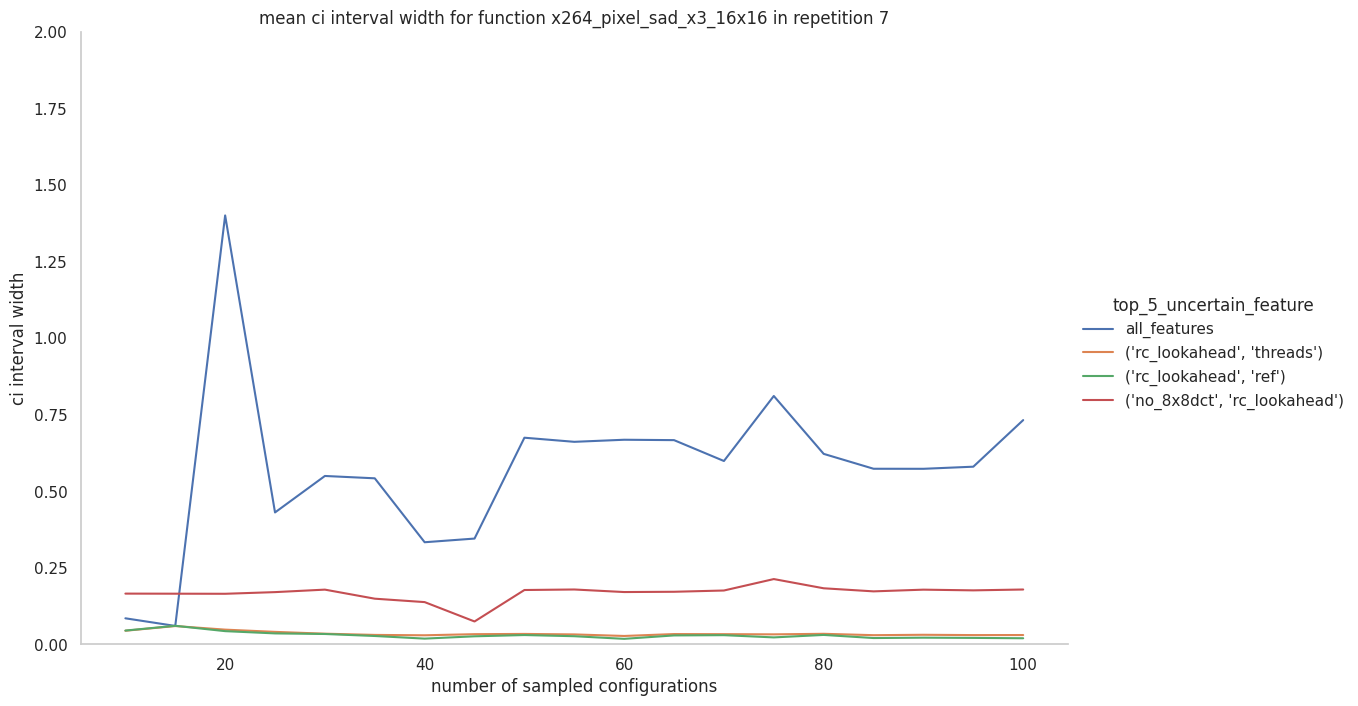 mean ci interval width for function x264_pixel_sad_x3_16x16 in repetition 7
2.00
1.75
1.50
1.25
1.00
0.75
0.50
0.25
0.00
ci interval width
20
40
60
80
100
number of sampled configurations
top_5_uncertain_feature
all_features
('rc_lookahead', 'threads')
('rc_lookahead', 'ref')
('no_8x8dct', 'rc_lookahead')